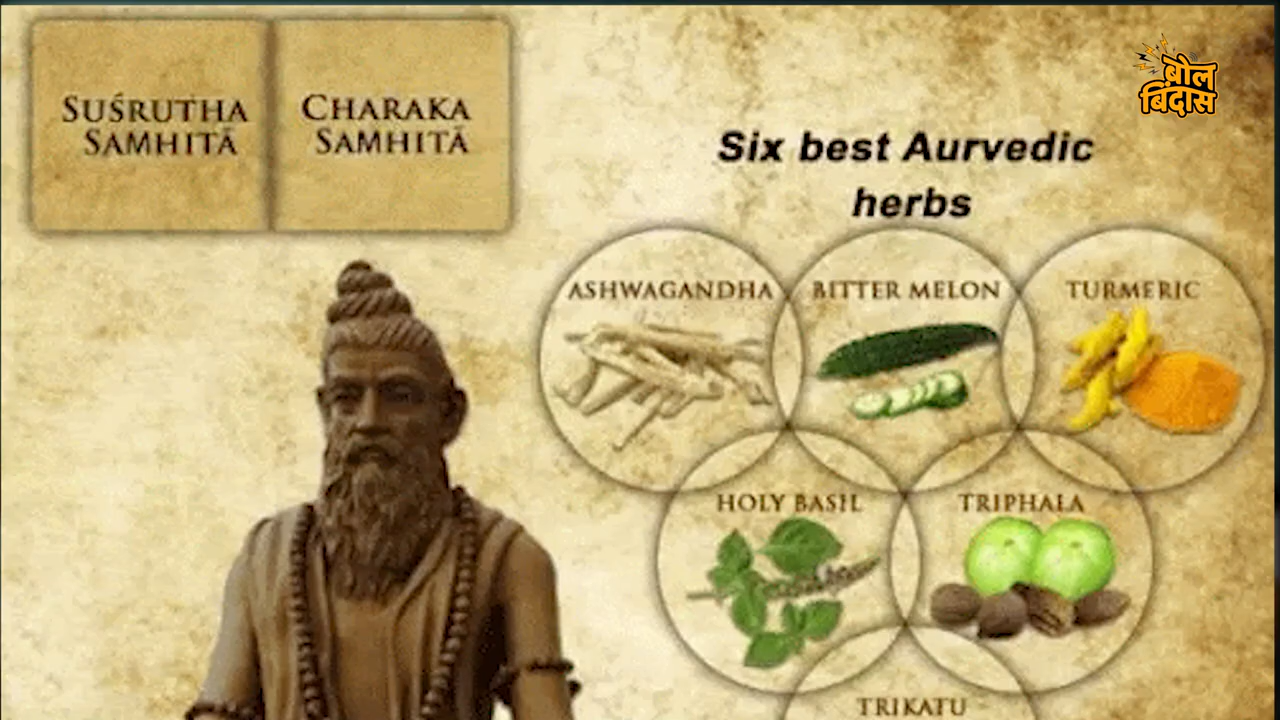 SUŚRUTHA
SAMHITĀ
CHARAKA
SAMHITĀ
बोल
बिंदास
Six best Aurvedic
herbs
ASHWAGANDHA
BITTER MELON
TURMERIC
HOLY BASIL
TRIPHALA
TRIKATU